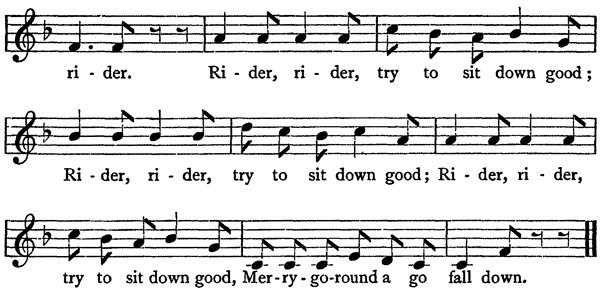 ri - der. Ri - der, ri - der, try to sit down good;
Ri - der, ri - der, try to sit down good; Ri - der, ri - der,
try to sit down good, Mer - ry - go - round a go fall down.